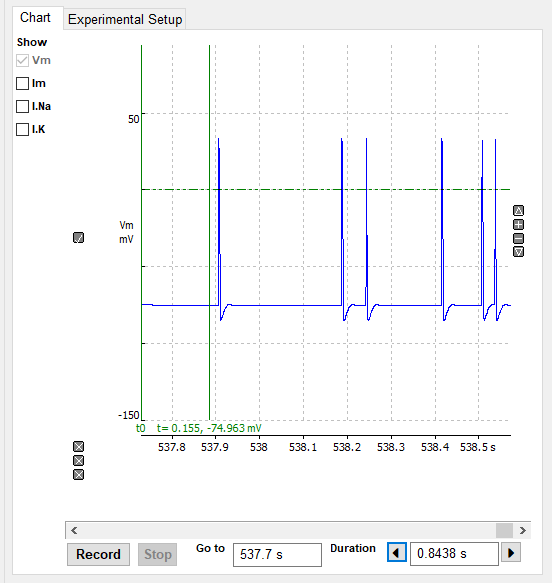 Chart
Experimental Setup
Show
Vm
Im
I.Na
I.K
50
Vm
mV
-150
t0 t= 0.155, -74.963 mV
537.8 537.9 538 538.1 538.2 538.3 538.4 538.5 s
Record Stop Go to 537.7 s Duration 0.8438 s